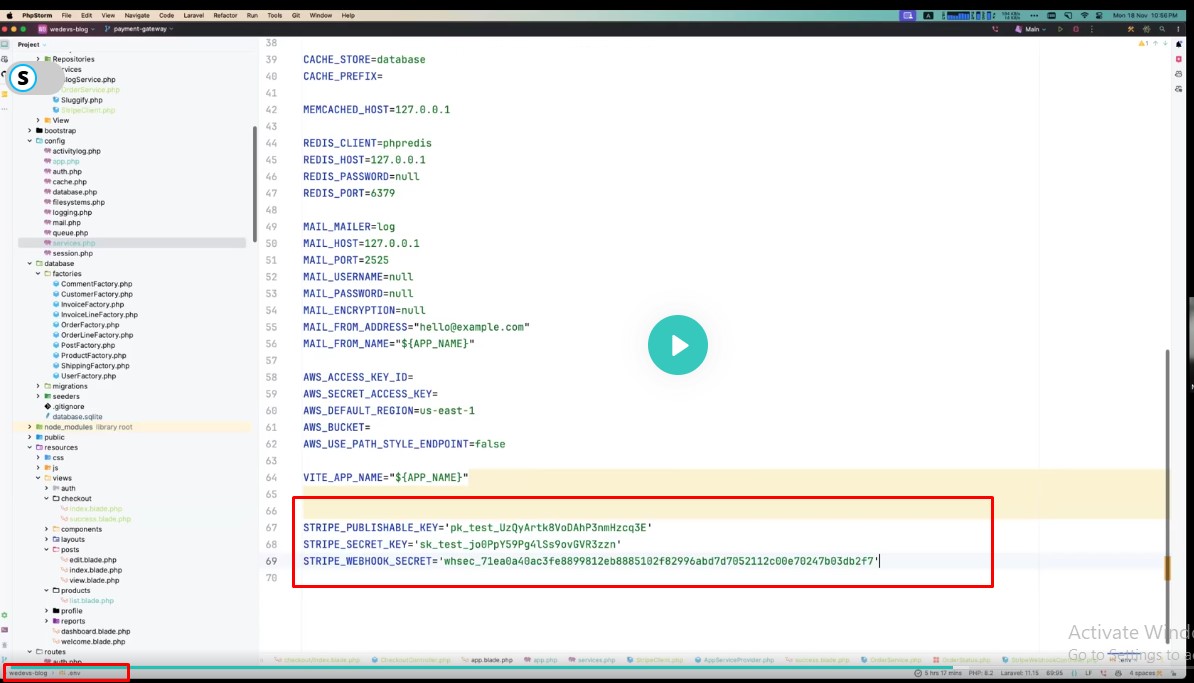 PhpStorm File Edit View Navigate Code Laravel Refactor Run Tools Git Window Help
Mon 18 Nov 10:56 PM
wedevs-blog payment-gateway
Main
Project
Repositories
BlogService.php
OrderService.php
Sluggify.php
StripeClient.php
View
bootstrap
config
activitylog.php
app.php
auth.php
cache.php
database.php
filesystems.php
logging.php
mail.php
queue.php
services.php
session.php
database
factories
CommentFactory.php
CustomerFactory.php
InvoiceFactory.php
InvoiceLineFactory.php
OrderFactory.php
OrderLineFactory.php
PostFactory.php
ProductFactory.php
ShippingFactory.php
UserFactory.php
migrations
seeders
.gitignore
database.sqlite
node_modules library root
public
resources
css
js
views
auth
checkout
index.blade.php
success.blade.php
components
layouts
posts
edit.blade.php
index.blade.php
view.blade.php
products
list.blade.php
profile
reports
dashboard.blade.php
welcome.blade.php
routes
auth.php
S
38
39 CACHE_STORE=database
40 CACHE_PREFIX=
41
42 MEMCACHED_HOST=127.0.0.1
43
44 REDIS_CLIENT=phpredis
45 REDIS_HOST=127.0.0.1
46 REDIS_PASSWORD=null
47 REDIS_PORT=6379
48
49 MAIL_MAILER=log
50 MAIL_HOST=127.0.0.1
51 MAIL_PORT=2525
52 MAIL_USERNAME=null
53 MAIL_PASSWORD=null
54 MAIL_ENCRYPTION=null
55 MAIL_FROM_ADDRESS="hello@example.com"
56 MAIL_FROM_NAME="${APP_NAME}"
57
58 AWS_ACCESS_KEY_ID=
59 AWS_SECRET_ACCESS_KEY=
60 AWS_DEFAULT_REGION=us-east-1
61 AWS_BUCKET=
62 AWS_USE_PATH_STYLE_ENDPOINT=false
63
64 VITE_APP_NAME="${APP_NAME}"
65
66
67 STRIPE_PUBLISHABLE_KEY='pk_test_UzQyArtk8VoDAhP3nmHzcq3E'
68 STRIPE_SECRET_KEY='sk_test_jo0PpY59Pg4lSs9ovGVR3zzn'
69 STRIPE_WEBHOOK_SECRET='whsec_71ea0a40ac3fe8899812eb8885102f82996abd7d7052112c00e70247b03db2f7'
70
Activate Windo
Go to Settings to a
checkout/index.blade.php CheckoutController.php app.blade.php app.php services.php StripeClient.php AppServiceProvider.php success.blade.php OrderService.php OrderStatus.php StripeWebhookController.php .env
wedevs-blog .env
5 hrs 17 mins PHP: 8.2 Laravel: 11.15 69:95 LF 4 spaces